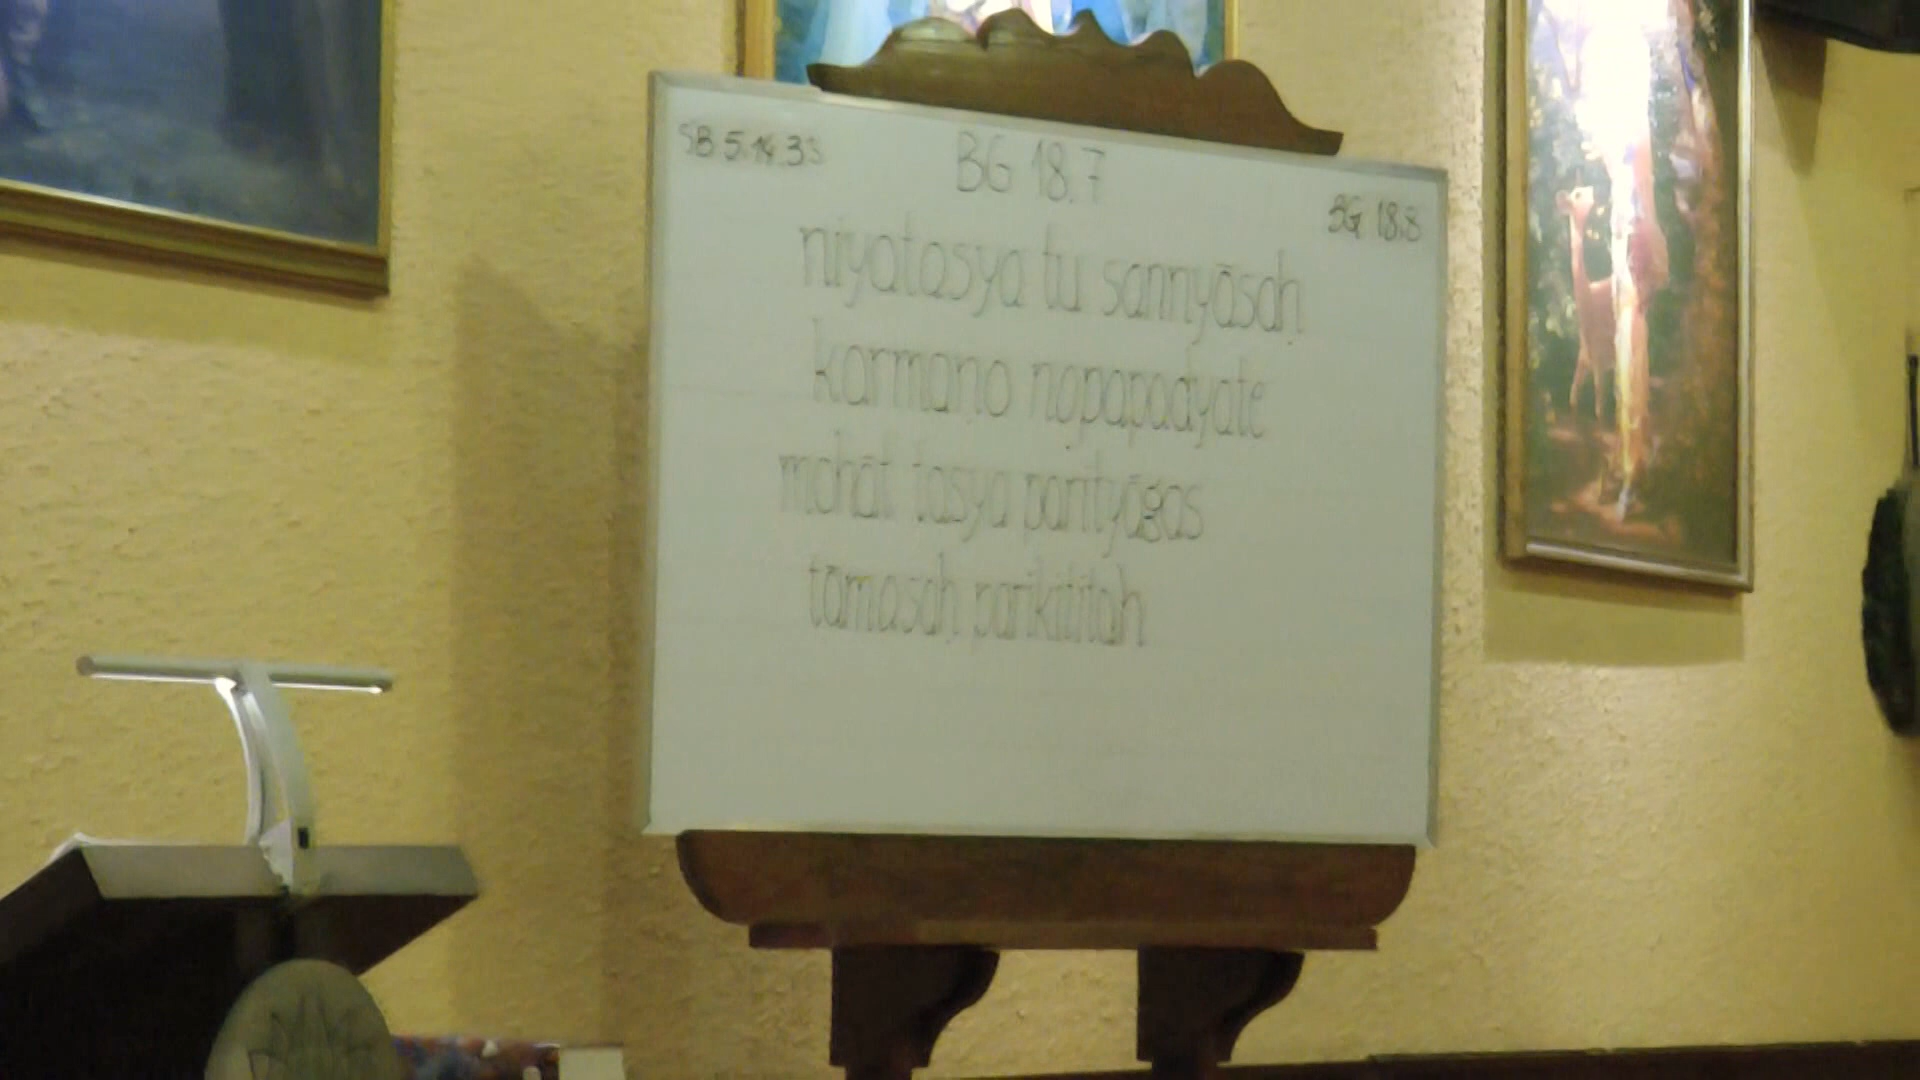 SB 5.14.33
BG 18.7
BG 18.8
niyatasya tu sannyāsaḥ
karmaṇo nopapadyate
mohāt tasya parityāgas
tāmasaḥ parikītitaḥ